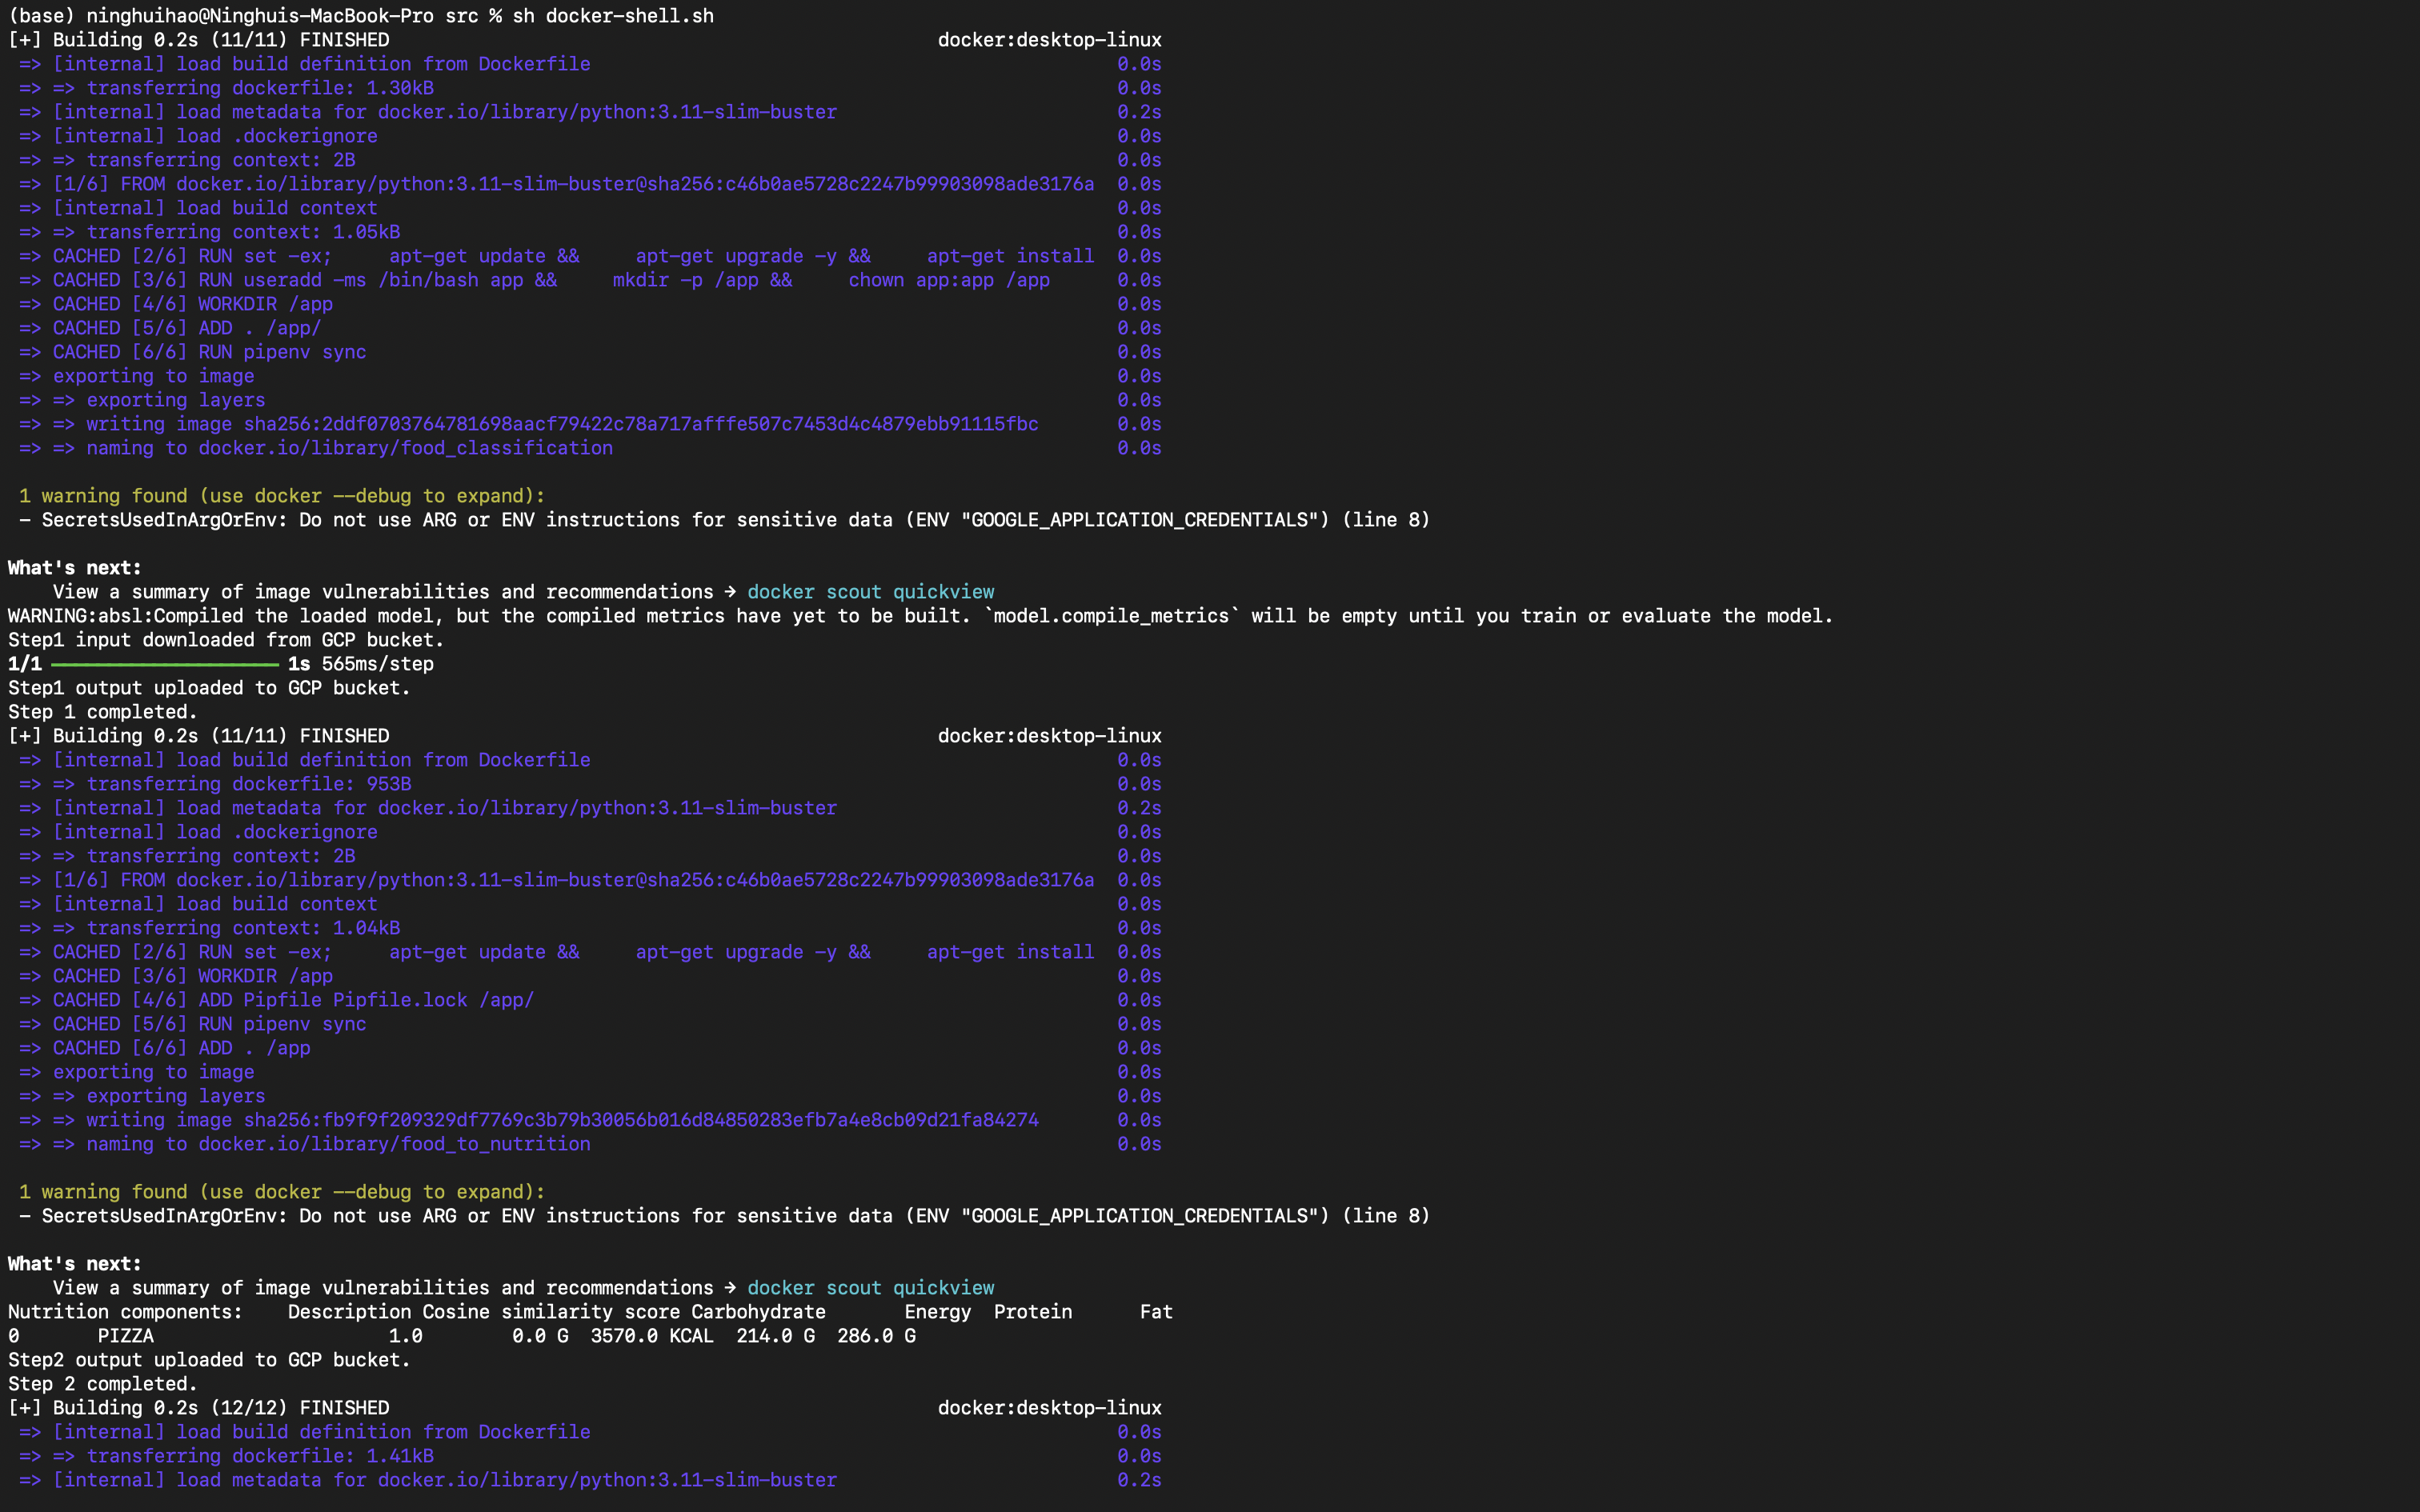 (base) ninghuihao@Ninghuis-MacBook-Pro src % sh docker-shell.sh
[+] Building 0.2s (11/11) FINISHED docker:desktop-linux
=> [internal] load build definition from Dockerfile 0.0s
=> => transferring dockerfile: 1.30kB 0.0s
=> [internal] load metadata for docker.io/library/python:3.11-slim-buster 0.2s
=> [internal] load .dockerignore 0.0s
=> => transferring context: 2B 0.0s
=> [1/6] FROM docker.io/library/python:3.11-slim-buster@sha256:c46b0ae5728c2247b99903098ade3176a 0.0s
=> [internal] load build context 0.0s
=> => transferring context: 1.05kB 0.0s
=> CACHED [2/6] RUN set -ex; apt-get update && apt-get upgrade -y && apt-get install 0.0s
=> CACHED [3/6] RUN useradd -ms /bin/bash app && mkdir -p /app && chown app:app /app 0.0s
=> CACHED [4/6] WORKDIR /app 0.0s
=> CACHED [5/6] ADD . /app/ 0.0s
=> CACHED [6/6] RUN pipenv sync 0.0s
=> exporting to image 0.0s
=> => exporting layers 0.0s
=> => writing image sha256:2ddf0703764781698aacf79422c78a717afffe507c7453d4c4879ebb91115fbc 0.0s
=> => naming to docker.io/library/food_classification 0.0s
1 warning found (use docker --debug to expand):
- SecretsUsedInArgOrEnv: Do not use ARG or ENV instructions for sensitive data (ENV "GOOGLE_APPLICATION_CREDENTIALS") (line 8)
What's next:
View a summary of image vulnerabilities and recommendations → docker scout quickview
WARNING:absl:Compiled the loaded model, but the compiled metrics have yet to be built. `model.compile_metrics` will be empty until you train or evaluate the model.
Step1 input downloaded from GCP bucket.
1/1 ━━━━━━━━━━━━━━━━━━━━ 1s 565ms/step
Step1 output uploaded to GCP bucket.
Step 1 completed.
[+] Building 0.2s (11/11) FINISHED docker:desktop-linux
=> [internal] load build definition from Dockerfile 0.0s
=> => transferring dockerfile: 953B 0.0s
=> [internal] load metadata for docker.io/library/python:3.11-slim-buster 0.2s
=> [internal] load .dockerignore 0.0s
=> => transferring context: 2B 0.0s
=> [1/6] FROM docker.io/library/python:3.11-slim-buster@sha256:c46b0ae5728c2247b99903098ade3176a 0.0s
=> [internal] load build context 0.0s
=> => transferring context: 1.04kB 0.0s
=> CACHED [2/6] RUN set -ex; apt-get update && apt-get upgrade -y && apt-get install 0.0s
=> CACHED [3/6] WORKDIR /app 0.0s
=> CACHED [4/6] ADD Pipfile Pipfile.lock /app/ 0.0s
=> CACHED [5/6] RUN pipenv sync 0.0s
=> CACHED [6/6] ADD . /app 0.0s
=> exporting to image 0.0s
=> => exporting layers 0.0s
=> => writing image sha256:fb9f9f209329df7769c3b79b30056b016d84850283efb7a4e8cb09d21fa84274 0.0s
=> => naming to docker.io/library/food_to_nutrition 0.0s
1 warning found (use docker --debug to expand):
- SecretsUsedInArgOrEnv: Do not use ARG or ENV instructions for sensitive data (ENV "GOOGLE_APPLICATION_CREDENTIALS") (line 8)
What's next:
View a summary of image vulnerabilities and recommendations → docker scout quickview
Nutrition components: Description Cosine similarity score Carbohydrate Energy Protein Fat
0 PIZZA 1.0 0.0 G 3570.0 KCAL 214.0 G 286.0 G
Step2 output uploaded to GCP bucket.
Step 2 completed.
[+] Building 0.2s (12/12) FINISHED docker:desktop-linux
=> [internal] load build definition from Dockerfile 0.0s
=> => transferring dockerfile: 1.41kB 0.0s
=> [internal] load metadata for docker.io/library/python:3.11-slim-buster 0.2s